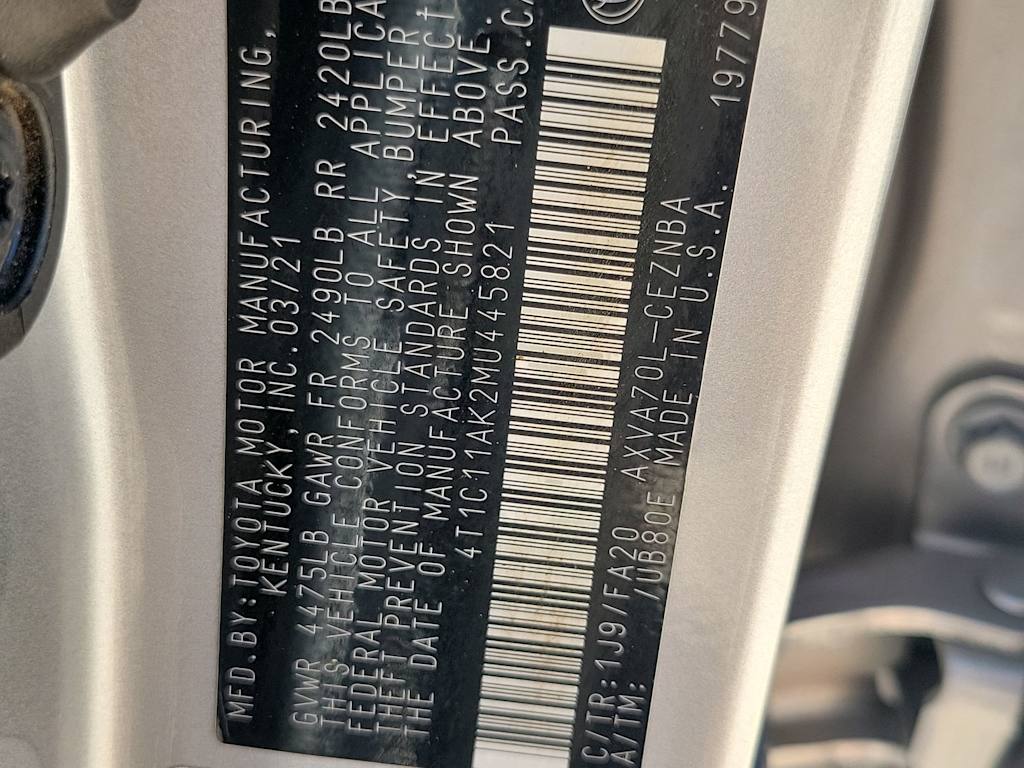 MFD.BY:TOYOTA MOTOR MANUFACTURING,
KENTUCKY,INC.03/21
GVWR 4475LB GAWR FR 2490LB RR 2420LB
THIS VEHICLE CONFORMS TO ALL APPLICA
FEDERAL MOTOR VEHICLE SAFETY,BUMPER
THEFT PREVENTION STANDARDS IN EFFECT
THE DATE OF MANUFACTURE SHOWN ABOVE.
4T1C11AK2MU445821 PASS.CA
C/TR:1J9/FA20 AXVA70L-CEZNBA
A/TM: /UB80E MADE IN U.S.A. 19779